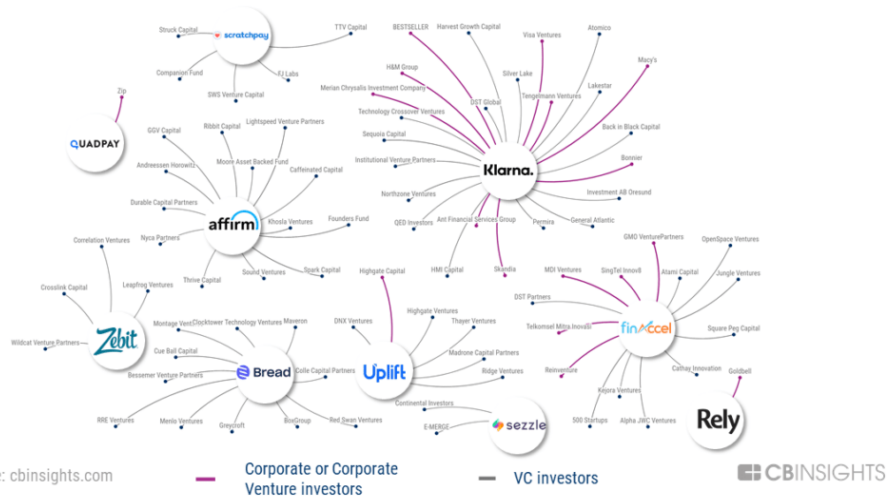 Struck Capital
scratchpay
TTV Capital
Companion Fund
IU Labs
SWS Venture Capital
BESTSELLER
Harvest Growth Capital
Visa Ventures
Atomico
H&M Group
Silver Lake
Macy's
Merian Chrysalis Investment Company
DST Global
Tengelmann Ventures
Lakestar
Technology Crossover Ventures
Sequoia Capital
Back in Black Capital
Institutional Venture Partners
Klarna.
Bonnier
Northzone Ventures
Investment AB Oresund
QED Investors
Ant Financial Services Group
Permira
General Atlantic
HMI Capital
Skandia
Zip
QUADPAY
GGV Capital
Ribbit Capital
Lightspeed Venture Partners
Andreessen Horowitz
Moore Asset Backed Fund
Caffeinated Capital
Durable Capital Partners
affirm
Khosla Ventures
Founders Fund
Nyca Partners
Thrive Capital
Sound Ventures
Spark Capital
Correlation Ventures
Crosslink Capital
Leapfrog Ventures
Wildcat Venture Partners
Zebit
Montage Vent
Clocktower Technology Ventures
Maveron
Cue Ball Capital
Bessemer Venture Partners
Bread
Colle Capital Partners
RRE Ventures
Menlo Ventures
Greycroft
BoxGroup
Red Swan Ventures
Highgate Capital
DNX Ventures
Highgate Ventures
Thayer Ventures
Madrone Capital Partners
Uplift
Ridge Ventures
Continental Investors
E-MERGE
sezzle
GMO VenturePartners
OpenSpace Ventures
MDI Ventures
SingTel Innov8
Atami Capital
Jungle Ventures
DST Partners
Telkomsel Mitra Inovasi
finAccel
Square Peg Capital
Reinventure
Cathay Innovation
Kejora Ventures
500 Startups
Alpha JWC Ventures
Goldbell
Rely
e: cbinsights.com
Corporate or Corporate
Venture investors
VC investors
CBINSIGHTS